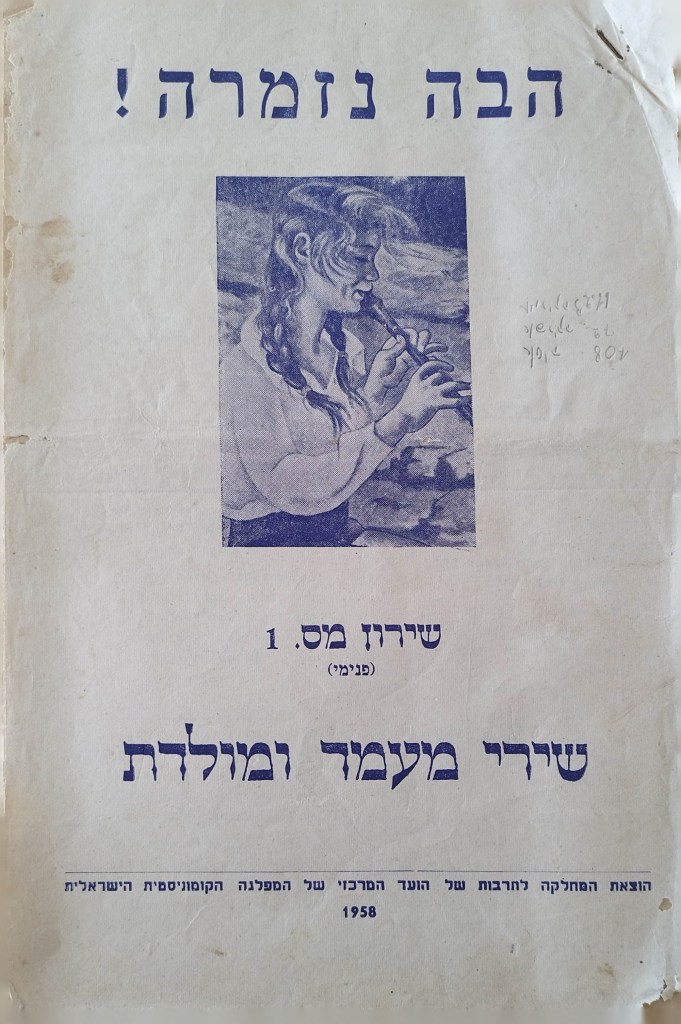 הבה נזמרה!
שירון מס. 1
(פנימי)
שירי מעמד ומולדת
הוצאת המחלקה לתרבות של הועד המרכזי של המפלגה הקומוניסטית הישראלית
1958